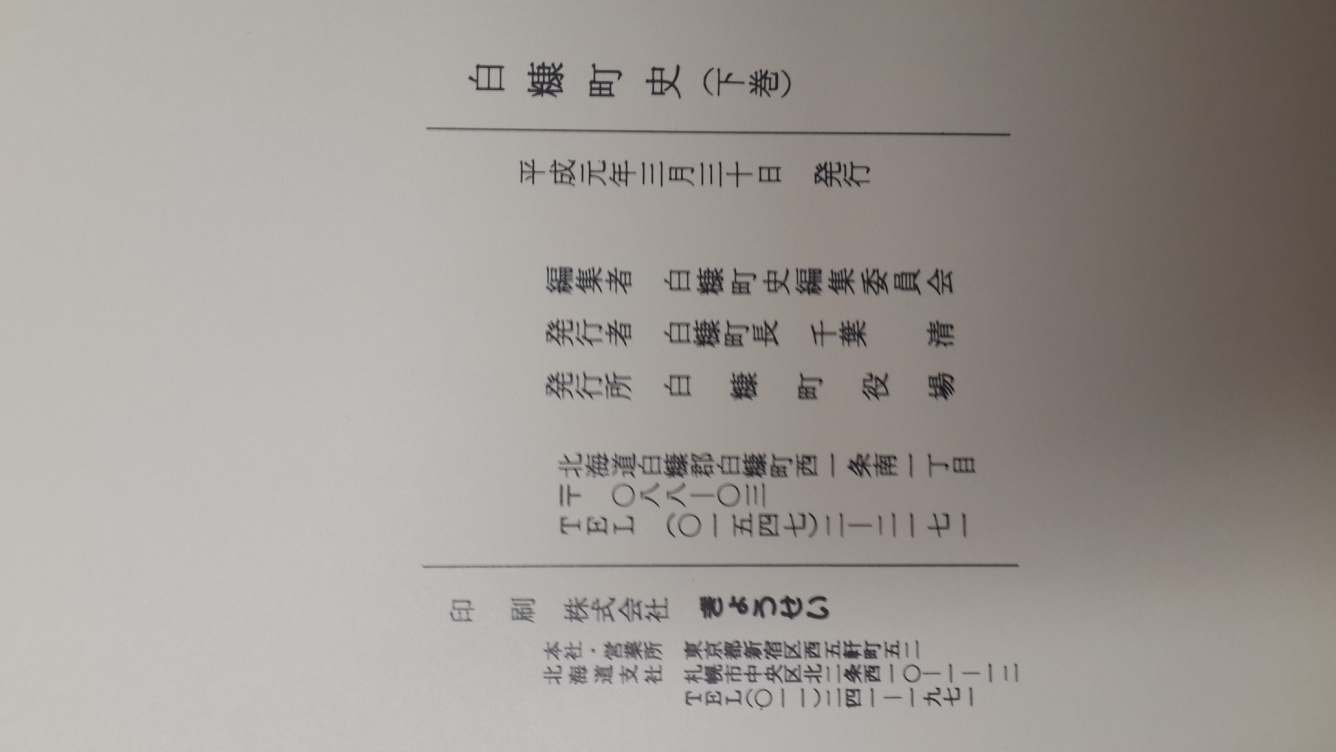 白糠町史（下巻）
平成元年三月三十日　発行
編集者　白糠町史編集委員会
発行者　白糠町長　千葉　清
発行所　白糠町役場
北海道白糠郡白糠町西一条南一丁目
〒　〇八八―〇三
TEL　（〇一五四七）二―二一七一
印刷　株式会社　ぎょうせい
本社・営業所　東京都新宿区西五軒町五二
北海道支社　札幌市中央区北二条西一〇―一―一二
TEL（〇一一）二四一―一九七一